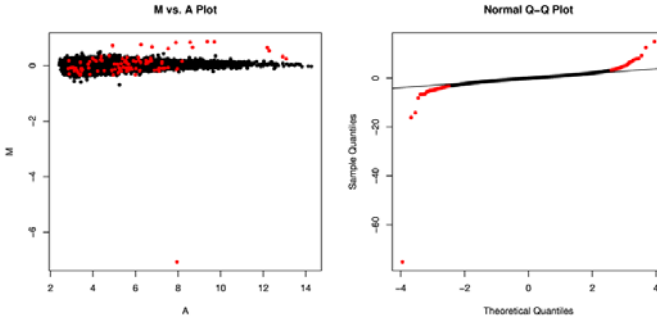 M vs. A Plot
M
0
−2
−4
−6
2 4 6 8 10 12 14
A
Normal Q−Q Plot
Sample Quantiles
0
−20
−40
−60
−4 −2 0 2 4
Theoretical Quantiles